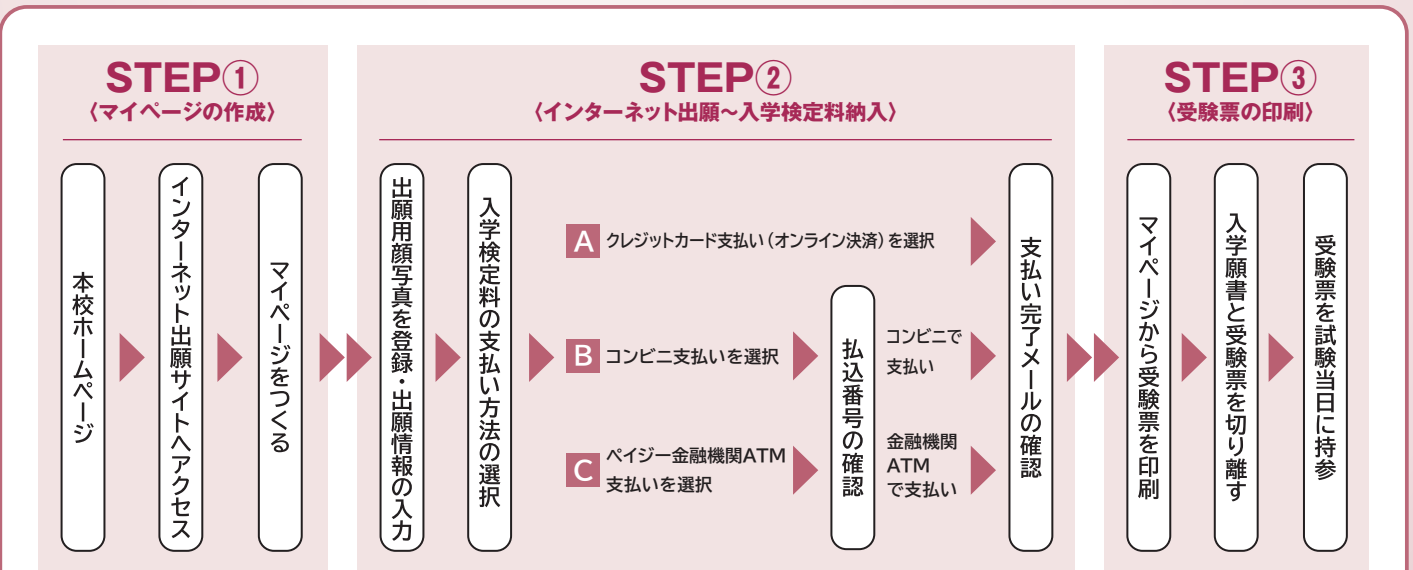 STEP①
〈マイページの作成〉
本校ホームページ
インターネット出願サイトへアクセス
マイページをつくる
STEP②
〈インターネット出願～入学検定料納入〉
出願用顔写真を登録・出願情報の入力
入学検定料の支払い方法の選択
A クレジットカード支払い（オンライン決済）を選択
B コンビニ支払いを選択
C ペイジー金融機関ATM
支払いを選択
払込番号の確認
コンビニで
支払い
金融機関
ATM
で支払い
支払い完了メールの確認
STEP③
〈受験票の印刷〉
マイページから受験票を印刷
入学願書と受験票を切り離す
受験票を試験当日に持参